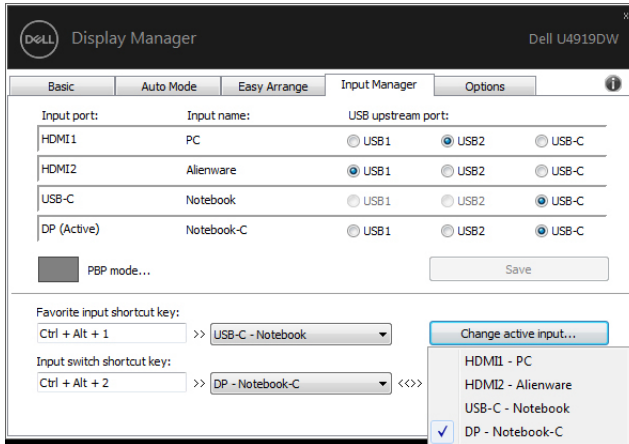 DELL Display Manager Dell U4919DW
Basic Auto Mode Easy Arrange Input Manager Options
Input port: Input name: USB upstream port:
HDMI1 PC USB1 USB2 USB-C
HDMI2 Alienware USB1 USB2 USB-C
USB-C Notebook USB1 USB2 USB-C
DP (Active) Notebook-C USB1 USB2 USB-C
PBP mode... Save
Favorite input shortcut key:
Ctrl + Alt + 1 >> USB-C - Notebook Change active input...
Input switch shortcut key:
Ctrl + Alt + 2 >> DP - Notebook-C <<>>
HDMI1 - PC
HDMI2 - Alienware
USB-C - Notebook
DP - Notebook-C